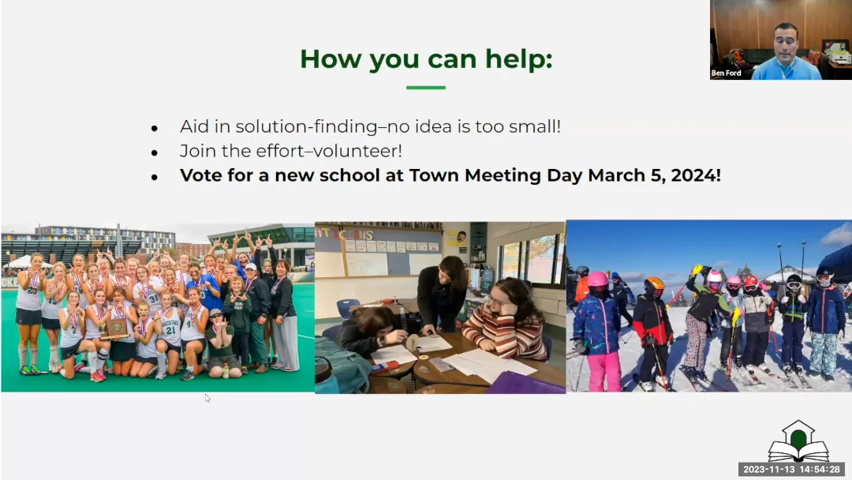 How you can help:
Ben Ford
Aid in solution-finding–no idea is too small!
Join the effort–volunteer!
Vote for a new school at Town Meeting Day March 5, 2024!
2023-11-13 14:54:28